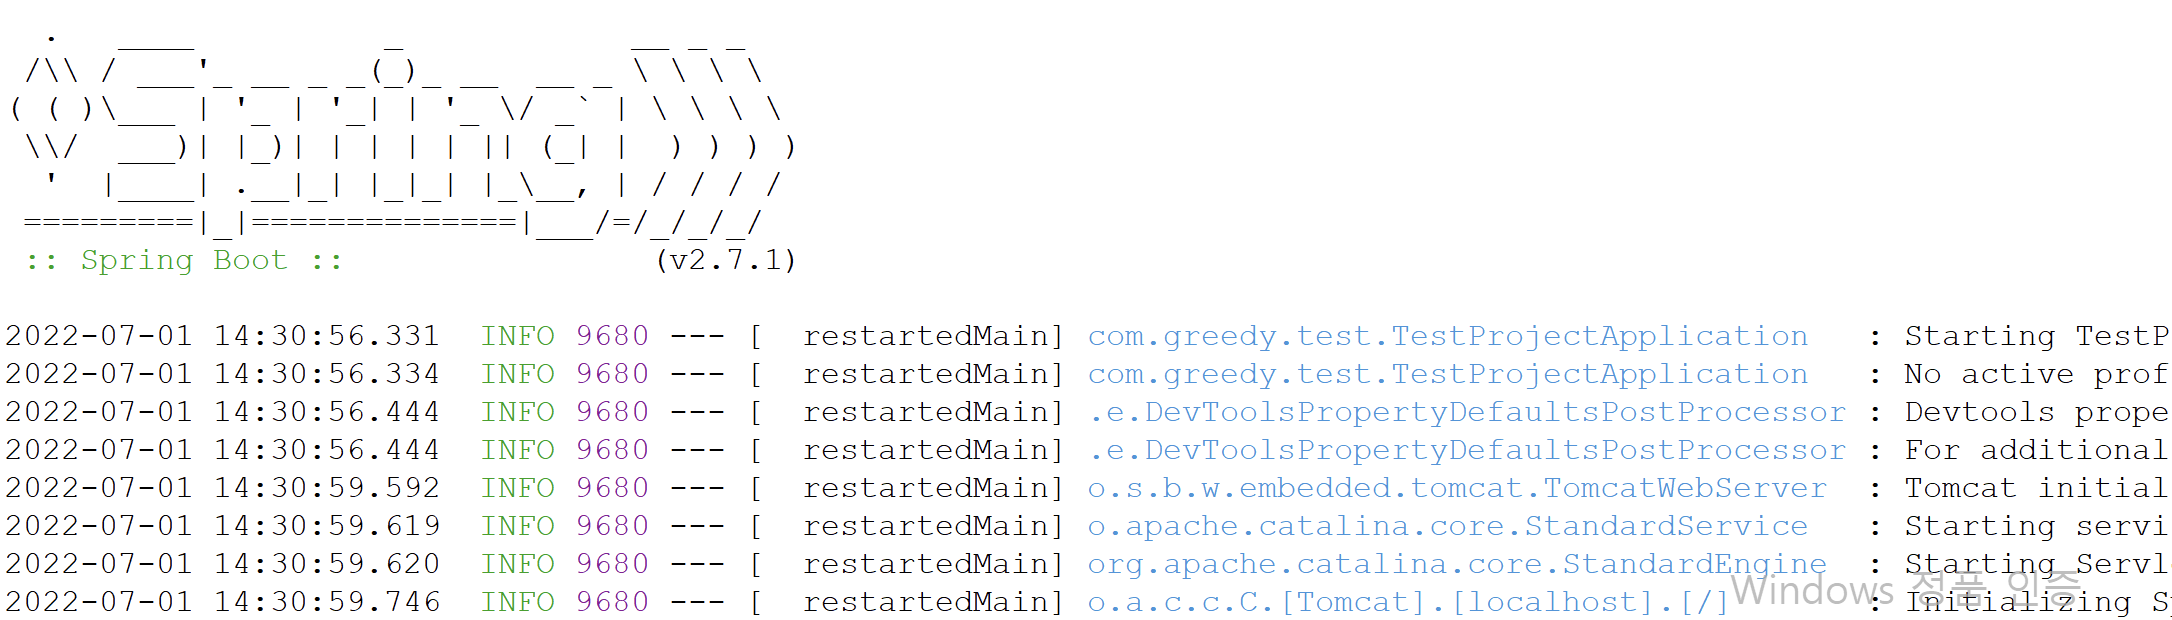 .   ____          _            __ _ _
 /\\ / ___'_ __ _ _(_)_ __  __ _ \ \ \ \
( ( )\___ | '_ | '_| | '_ \/ _` | \ \ \ \
 \\/  ___)| |_)| | | | | || (_| |  ) ) ) )
  '  |____| .__|_| |_|_| |_\__, | / / / /
 =========|_|==============|___/=/_/_/_/
 :: Spring Boot ::                (v2.7.1)
2022-07-01 14:30:56.331  INFO 9680 --- [  restartedMain] com.greedy.test.TestProjectApplication   : Starting TestP
2022-07-01 14:30:56.334  INFO 9680 --- [  restartedMain] com.greedy.test.TestProjectApplication   : No active prof
2022-07-01 14:30:56.444  INFO 9680 --- [  restartedMain] .e.DevToolsPropertyDefaultsPostProcessor : Devtools prope
2022-07-01 14:30:56.444  INFO 9680 --- [  restartedMain] .e.DevToolsPropertyDefaultsPostProcessor : For additional
2022-07-01 14:30:59.592  INFO 9680 --- [  restartedMain] o.s.b.w.embedded.tomcat.TomcatWebServer  : Tomcat initial
2022-07-01 14:30:59.619  INFO 9680 --- [  restartedMain] o.apache.catalina.core.StandardService   : Starting servi
2022-07-01 14:30:59.620  INFO 9680 --- [  restartedMain] org.apache.catalina.core.StandardEngine  : Starting Servl
2022-07-01 14:30:59.746  INFO 9680 --- [  restartedMain] o.a.c.c.C.[Tomcat].[localhost].[/]       : Initializing S
Windows 정품 인증